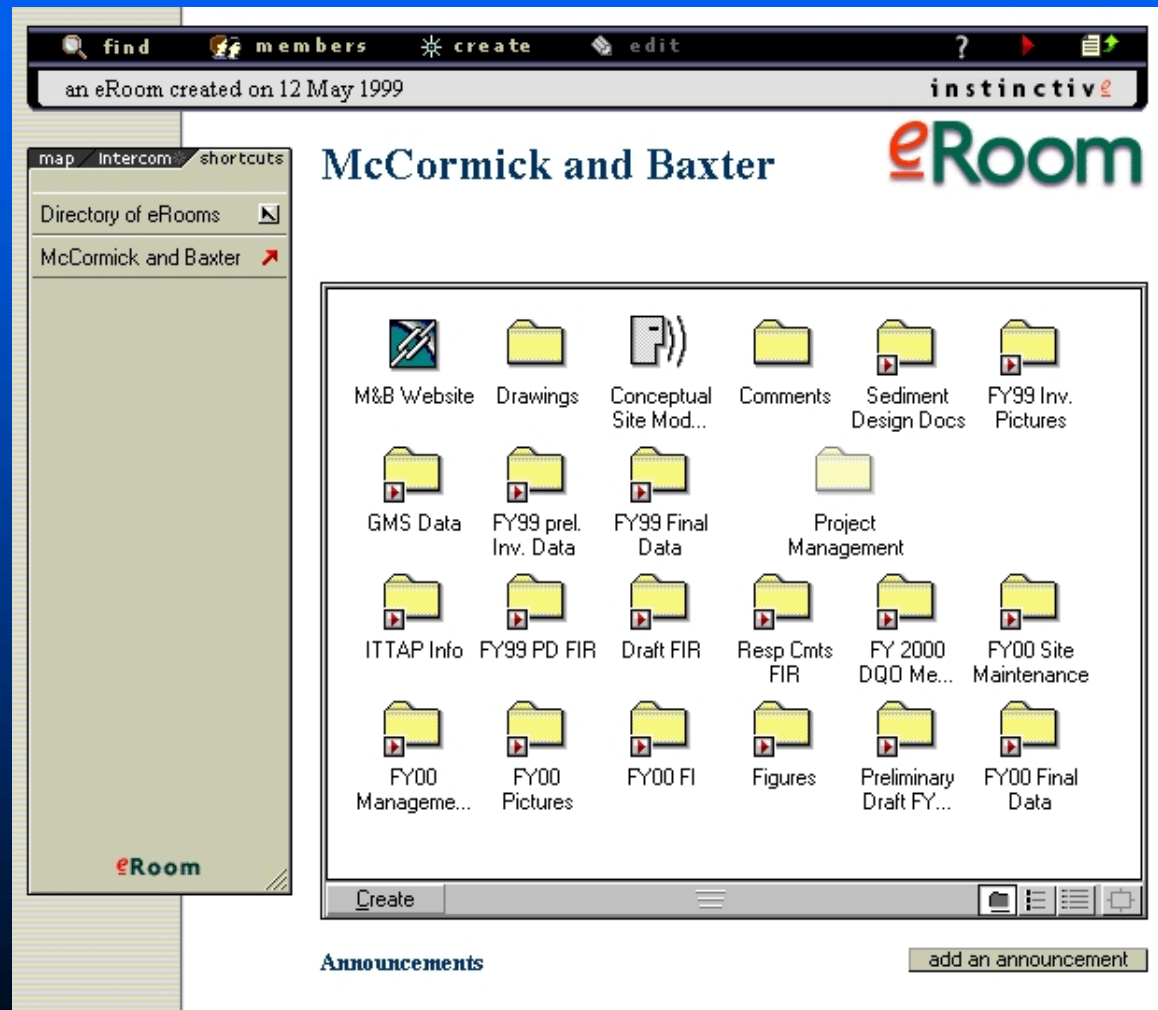 find members create edit ?
an eRoom created on 12 May 1999 instinctive
map Intercom shortcuts
McCormick and Baxter
eRoom
Directory of eRooms
McCormick and Baxter
M&B Website Drawings Conceptual Site Mod... Comments Sediment Design Docs FY99 Inv. Pictures
GMS Data FY99 prel. Inv. Data FY99 Final Data Project Management
ITTAP Info FY99 PD FIR Draft FIR Resp Cmts FIR FY 2000 DQO Me... FY00 Site Maintenance
FY00 Manageme... FY00 Pictures FY00 FI Figures Preliminary Draft FY... FY00 Final Data
eRoom
Create
Announcements add an announcement